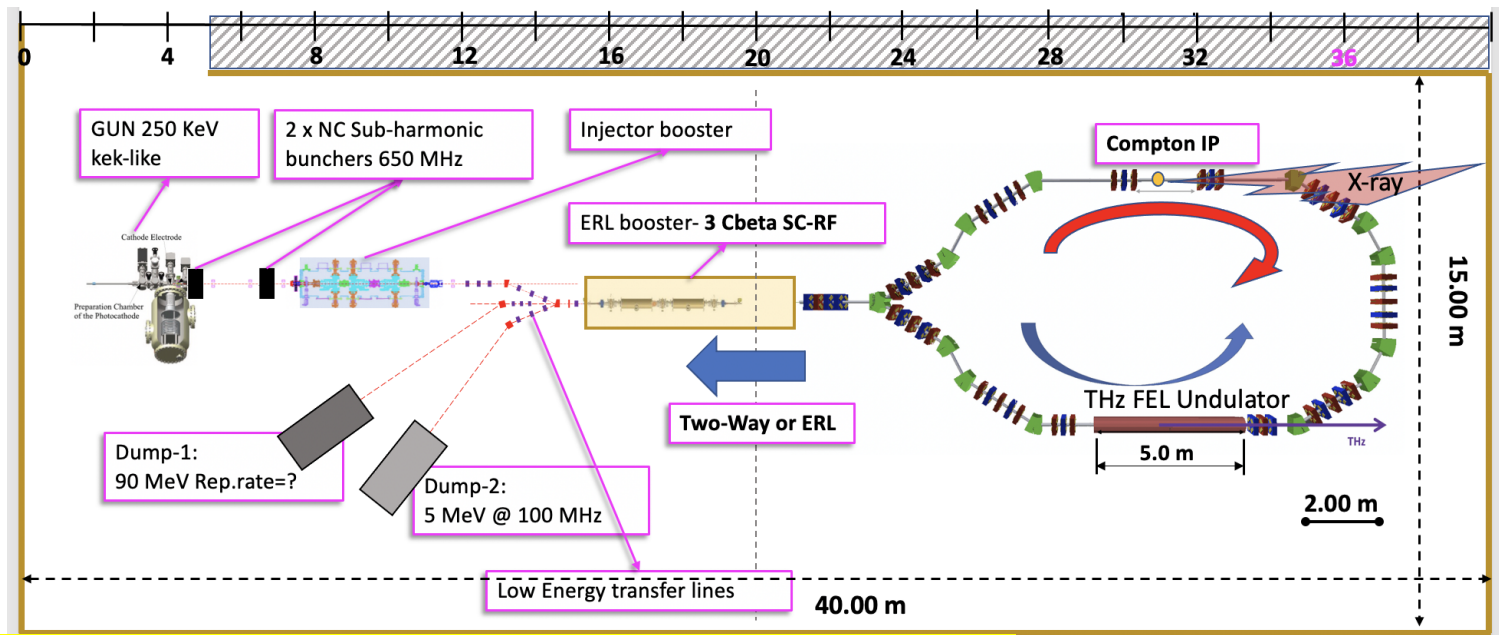 0 4 8 12 16 20 24 28 32 36
GUN 250 KeV
kek-like
2 x NC Sub-harmonic
bunchers 650 MHz
Injector booster
Compton IP
X-ray
ERL booster- 3 Cbeta SC-RF
Cathode Electrode
Preparation Chamber
of the Photocathode
15.00 m
Two-Way or ERL
THz FEL Undulator
THz
5.0 m
Dump-1:
90 MeV Rep.rate=?
Dump-2:
5 MeV @ 100 MHz
2.00 m
Low Energy transfer lines
40.00 m